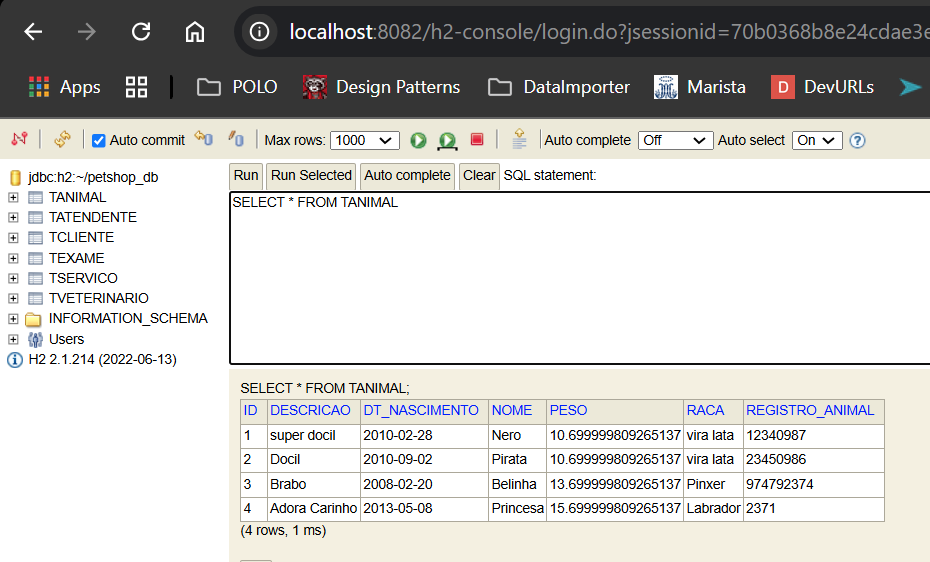 localhost:8082/h2-console/login.do?jsessionid=70b0368b8e24cdae3e
Apps POLO Design Patterns DataImporter Marista D DevURLs
Auto commit Max rows: 1000 Auto complete Off Auto select On ?
jdbc:h2:~/petshop_db
TANIMAL
TATENDENTE
TCLIENTE
TEXAME
TSERVICO
TVETERINARIO
INFORMATION_SCHEMA
Users
H2 2.1.214 (2022-06-13)
Run Run Selected Auto complete Clear SQL statement:
SELECT * FROM TANIMAL
SELECT * FROM TANIMAL;
ID DESCRICAO DT_NASCIMENTO NOME PESO RACA REGISTRO_ANIMAL
1 super docil 2010-02-28 Nero 10.699999809265137 vira lata 12340987
2 Docil 2010-09-02 Pirata 10.699999809265137 vira lata 23450986
3 Brabo 2008-02-20 Belinha 13.699999809265137 Pinxer 974792374
4 Adora Carinho 2013-05-08 Princesa 15.699999809265137 Labrador 2371
(4 rows, 1 ms)